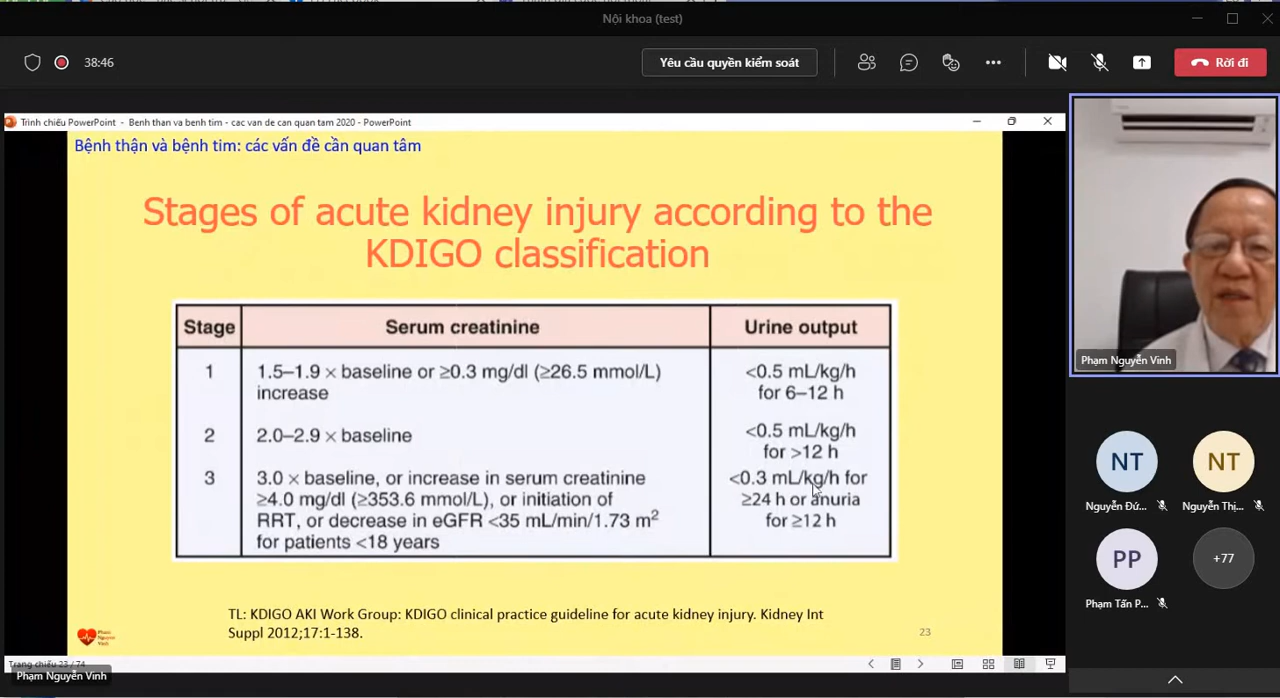 Nội khoa (test)
38:46
Yêu cầu quyền kiểm soát
Rời đi
Trình chiếu PowerPoint - Benh than va benh tim - cac van de can quan tam 2020 - PowerPoint
Bệnh thận và bệnh tim: các vấn đề cần quan tâm
Stages of acute kidney injury according to the
KDIGO classification
Stage Serum creatinine Urine output
1 1.5–1.9 × baseline or ≥0.3 mg/dl (≥26.5 mmol/L) <0.5 mL/kg/h
increase for 6–12 h
2 2.0–2.9 × baseline <0.5 mL/kg/h
for >12 h
3 3.0 × baseline, or increase in serum creatinine <0.3 mL/kg/h for
≥4.0 mg/dl (≥353.6 mmol/L), or initiation of ≥24 h or anuria
RRT, or decrease in eGFR <35 mL/min/1.73 m² for ≥12 h
for patients <18 years
TL: KDIGO AKI Work Group: KDIGO clinical practice guideline for acute kidney injury. Kidney Int
Suppl 2012;17:1-138.
23
Phạm Nguyễn Vinh
Trang chiếu 23 / 74
Phạm Nguyễn Vinh
Phạm Nguyễn Vinh
NT NT
Nguyễn Đứ... Nguyễn Thị...
PP +77
Phạm Tấn P...